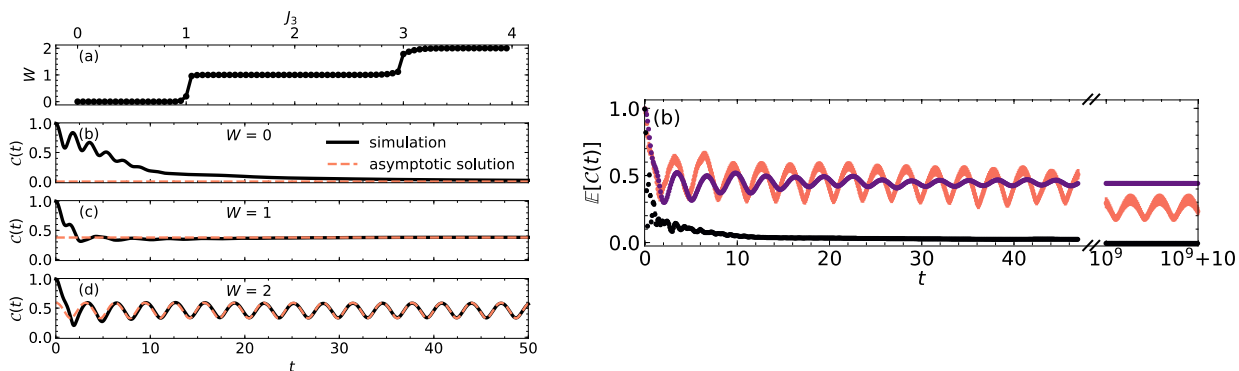 J3
0 1 2 3 4
(a)
W
2
1
0
(b) W = 0
simulation
asymptotic solution
C(t)
1.0
0.5
0.0
(c) W = 1
C(t)
1.0
0.5
0.0
(d) W = 2
C(t)
1.0
0.5
0.0
0 10 20 30 40 50
t
(b)
𝔼[C(t)]
1.0
0.5
0.0
0 10 20 30 40 10⁹ 10⁹+10
t